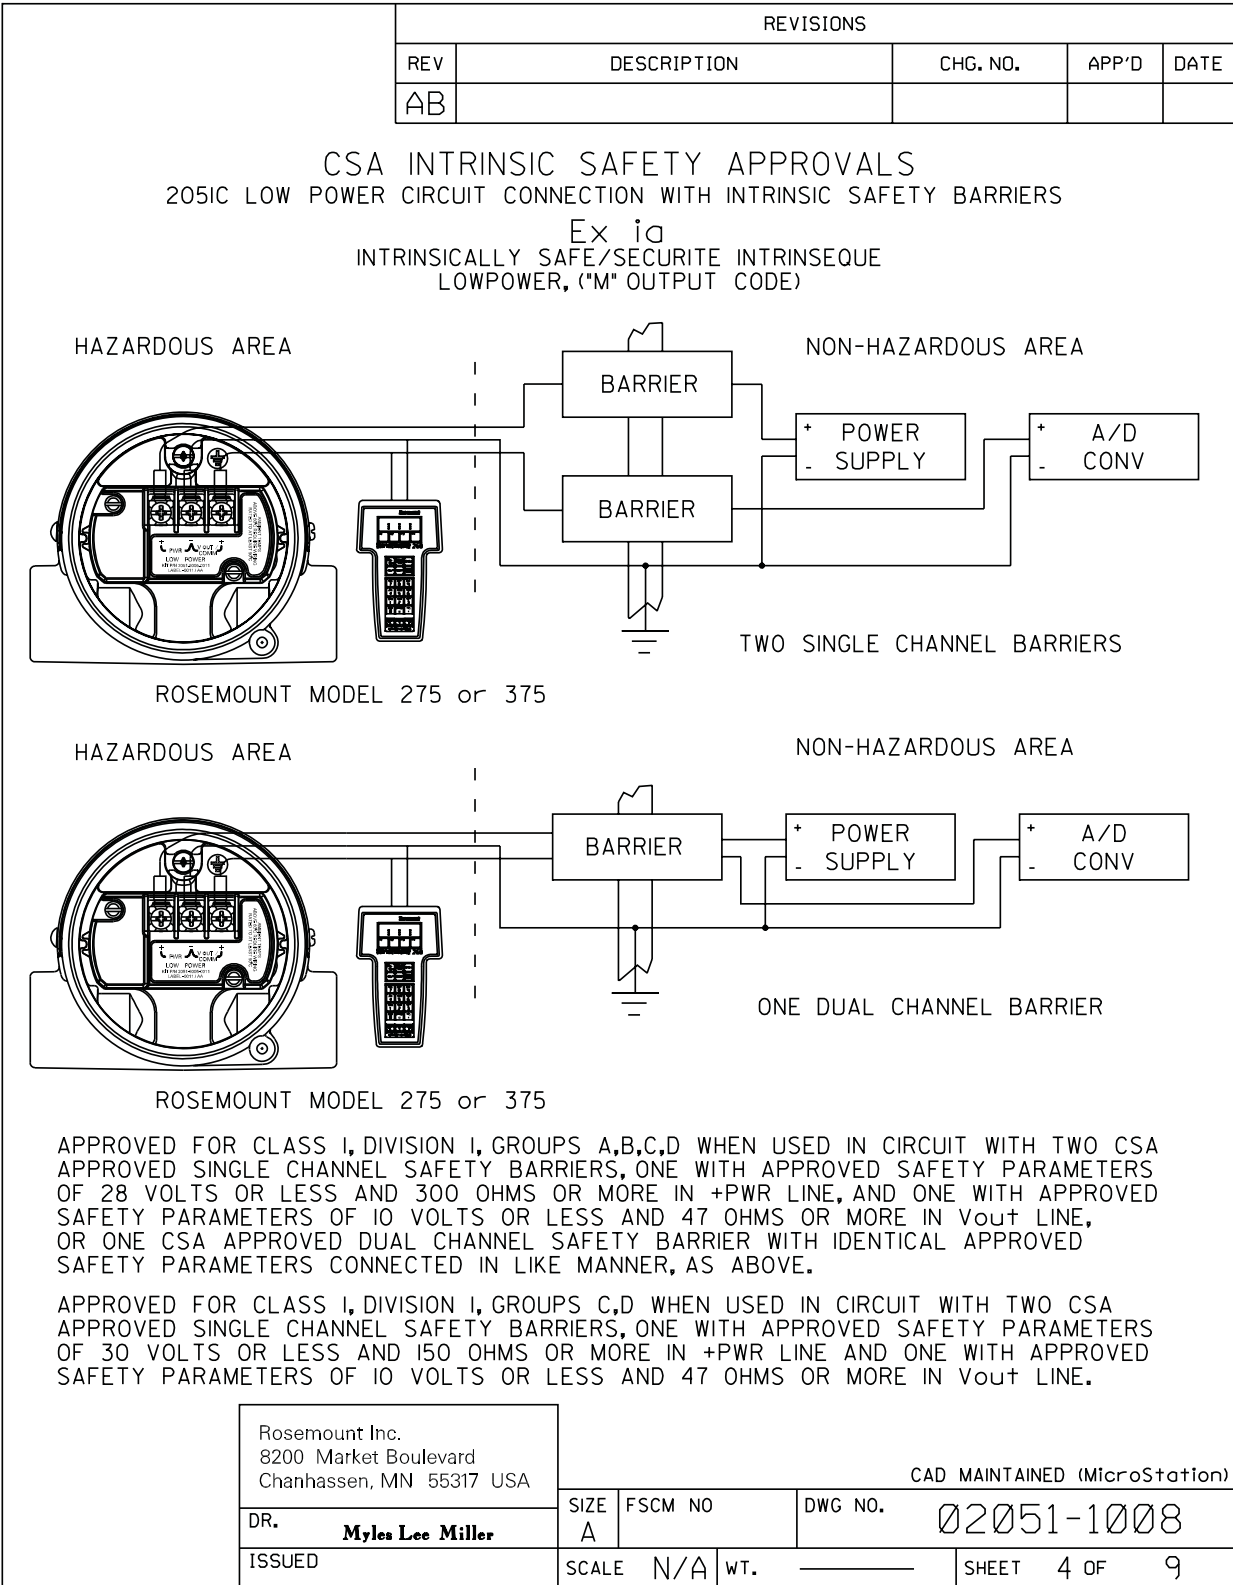 REVISIONS
REV DESCRIPTION CHG. NO. APP'D DATE
AB
CSA INTRINSIC SAFETY APPROVALS
2051C LOW POWER CIRCUIT CONNECTION WITH INTRINSIC SAFETY BARRIERS
Ex ia
INTRINSICALLY SAFE/SECURITE INTRINSEQUE
LOWPOWER, ("M" OUTPUT CODE)
HAZARDOUS AREA
NON-HAZARDOUS AREA
BARRIER
+ POWER
- SUPPLY
+ A/D
- CONV
BARRIER
+ PWR - V OUT +
COMM
LOW POWER
TWO SINGLE CHANNEL BARRIERS
ROSEMOUNT MODEL 275 or 375
HAZARDOUS AREA
NON-HAZARDOUS AREA
BARRIER
+ POWER
- SUPPLY
+ A/D
- CONV
+ PWR - V OUT +
COMM
LOW POWER
ONE DUAL CHANNEL BARRIER
ROSEMOUNT MODEL 275 or 375
APPROVED FOR CLASS I, DIVISION I, GROUPS A,B,C,D WHEN USED IN CIRCUIT WITH TWO CSA
APPROVED SINGLE CHANNEL SAFETY BARRIERS, ONE WITH APPROVED SAFETY PARAMETERS
OF 28 VOLTS OR LESS AND 300 OHMS OR MORE IN +PWR LINE, AND ONE WITH APPROVED
SAFETY PARAMETERS OF 10 VOLTS OR LESS AND 47 OHMS OR MORE IN Vout LINE,
OR ONE CSA APPROVED DUAL CHANNEL SAFETY BARRIER WITH IDENTICAL APPROVED
SAFETY PARAMETERS CONNECTED IN LIKE MANNER, AS ABOVE.
APPROVED FOR CLASS I, DIVISION I, GROUPS C,D WHEN USED IN CIRCUIT WITH TWO CSA
APPROVED SINGLE CHANNEL SAFETY BARRIERS, ONE WITH APPROVED SAFETY PARAMETERS
OF 30 VOLTS OR LESS AND 150 OHMS OR MORE IN +PWR LINE AND ONE WITH APPROVED
SAFETY PARAMETERS OF 10 VOLTS OR LESS AND 47 OHMS OR MORE IN Vout LINE.
Rosemount Inc.
8200 Market Boulevard
Chanhassen, MN 55317 USA
CAD MAINTAINED (MicroStation)
DR. Myles Lee Miller
SIZE A FSCM NO DWG NO. 02051-1008
ISSUED
SCALE N/A WT. SHEET 4 OF 9